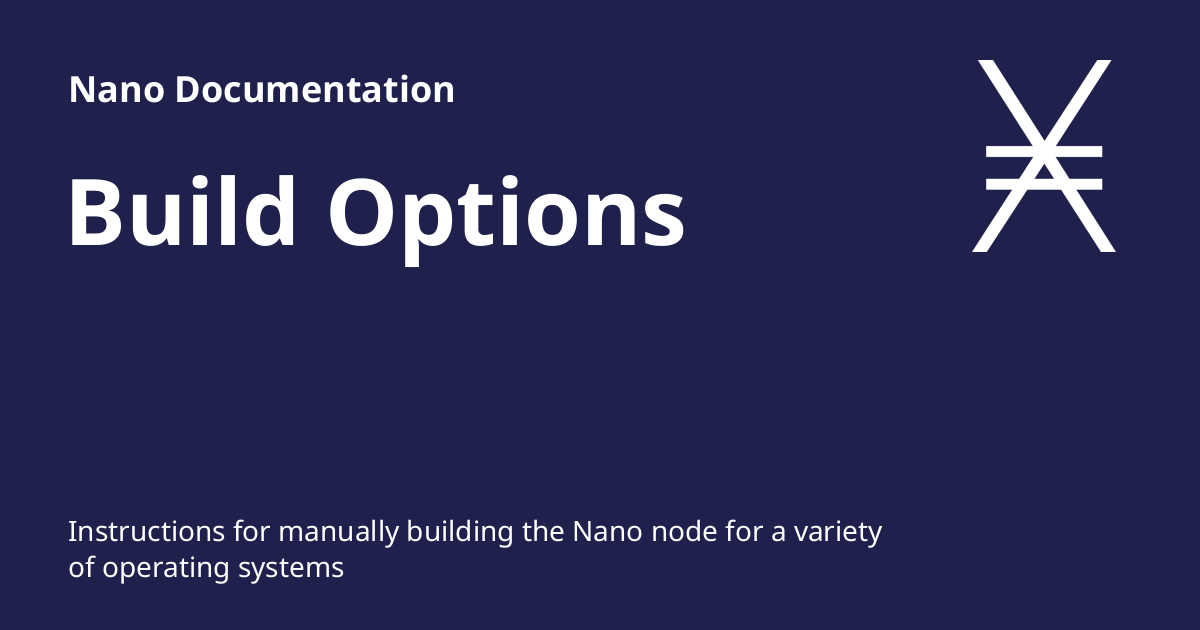 Nano Documentation
Build Options
Instructions for manually building the Nano node for a variety
of operating systems